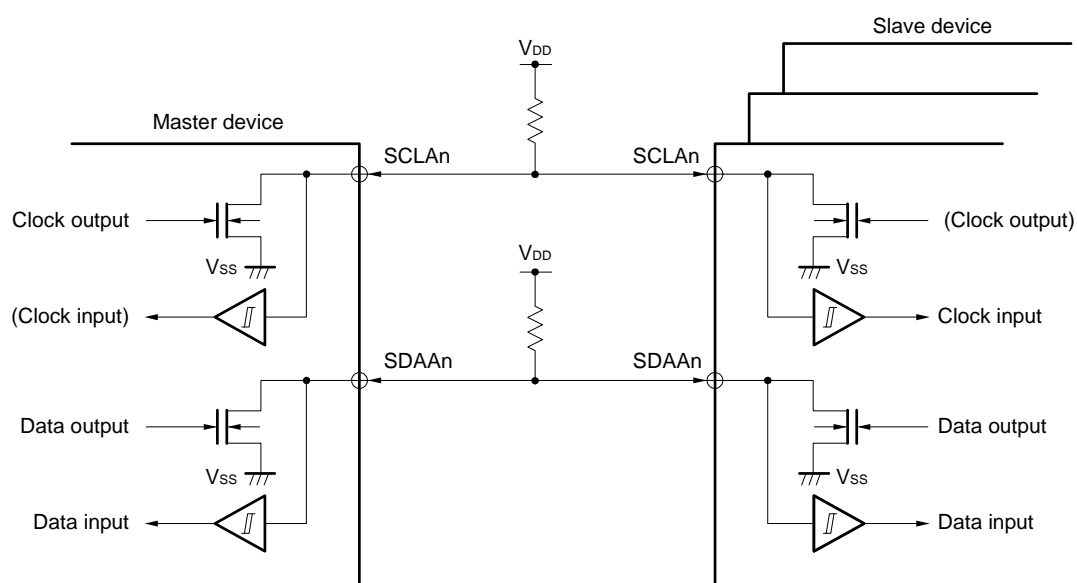 Slave device
VDD
Master device
SCLAn
SCLAn
Clock output
(Clock output)
VSS
VDD
VSS
(Clock input)
Clock input
SDAAn
SDAAn
Data output
Data output
VSS
VSS
Data input
Data input